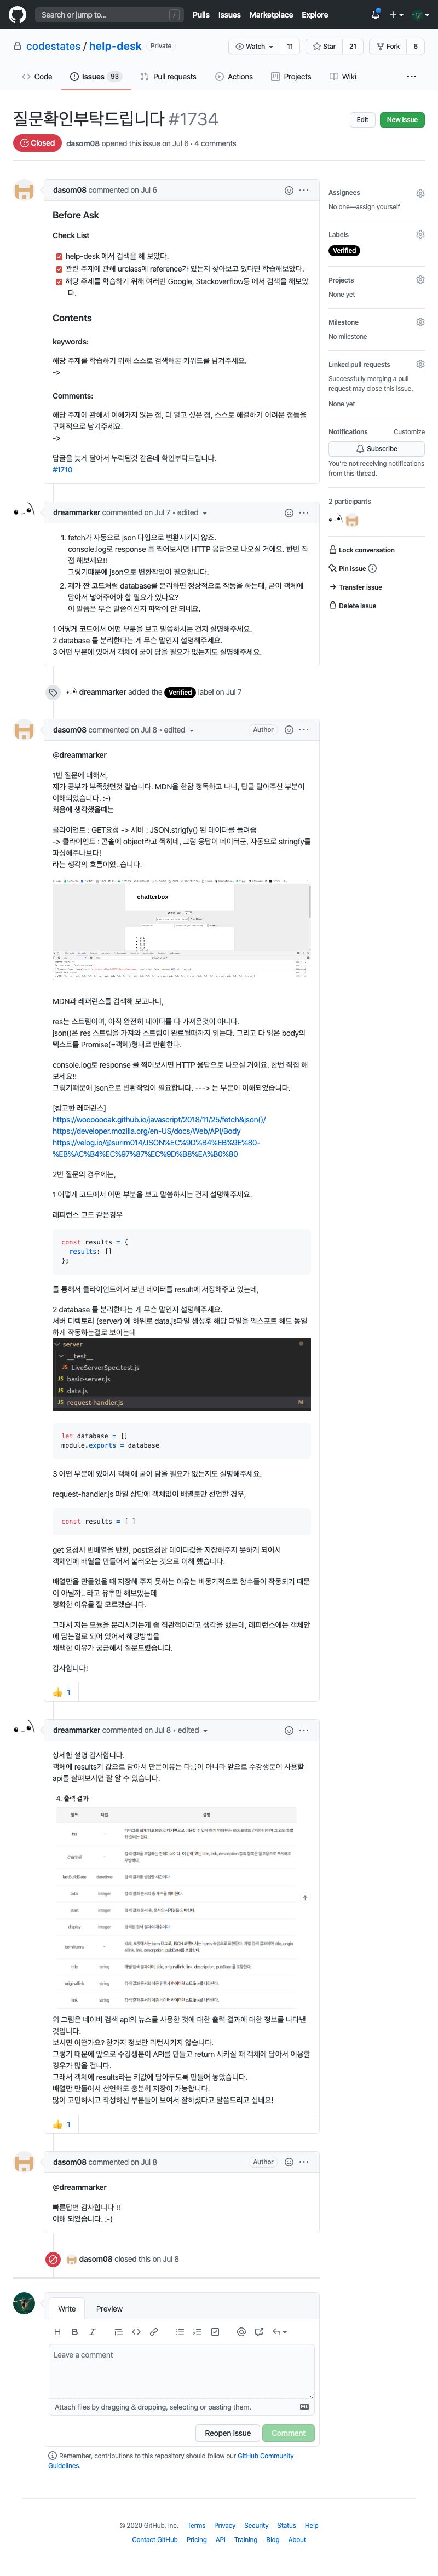 Search or jump to...
/
Pulls Issues Marketplace Explore
codestates / help-desk Private
Watch 11 Star 21 Fork 6
Code Issues 93 Pull requests Actions Projects Wiki
질문확인부탁드립니다 #1734
Edit New issue
Closed dasom08 opened this issue on Jul 6 · 4 comments
dasom08 commented on Jul 6
Before Ask
Check List
help-desk 에서 검색을 해 보았다.
관련 주제에 관해 urclass에 reference가 있는지 찾아보고 있다면 학습해보았다.
해당 주제를 학습하기 위해 여러번 Google, Stackoverflow등 에서 검색을 해보았
다.
Contents
keywords:
해당 주제를 학습하기 위해 스스로 검색해본 키워드를 남겨주세요.
->
Comments:
해당 주제에 관해서 이해가지 않는 점, 더 알고 싶은 점, 스스로 해결하기 어려운 점등을
구체적으로 남겨주세요.
->
답글을 늦게 달아서 누락된것 같은데 확인부탁드립니다.
#1710
Assignees
No one—assign yourself
Labels
Verified
Projects
None yet
Milestone
No milestone
Linked pull requests
Successfully merging a pull
request may close this issue.
None yet
Notifications Customize
Subscribe
You're not receiving notifications
from this thread.
2 participants
Lock conversation
Pin issue
Transfer issue
Delete issue
dreammarker commented on Jul 7 • edited
1. fetch가 자동으로 json 타입으로 변환시키지 않죠.
console.log로 response 를 찍어보시면 HTTP 응답으로 나오실 거에요. 한번 직
접 해보세요!!
그렇기때문에 json으로 변환작업이 필요합니다.
2. 제가 짠 코드처럼 database를 분리하면 정상적으로 작동을 하는데, 굳이 객체에
담아서 넣어주어야 할 필요가 있나요?
이 말씀은 무슨 말씀이신지 파악이 안 되네요.
1 어떻게 코드에서 어떤 부분을 보고 말씀하시는 건지 설명해주세요.
2 database 를 분리한다는 게 무슨 말인지 설명해주세요.
3 어떤 부분에 있어서 객체에 굳이 담을 필요가 없는지도 설명해주세요.
dreammarker added the Verified label on Jul 7
dasom08 commented on Jul 8 • edited Author
@dreammarker
1번 질문에 대해서,
제가 공부가 부족했던것 같습니다. MDN을 한참 정독하고 나니, 답글 달아주신 부분이
이해되었습니다. :-)
처음에 생각했을때는
클라이언트 : GET요청 -> 서버 : JSON.strigfy() 된 데이터를 돌려줌
-> 클라이언트 : 콘솔에 object라고 찍히네, 그럼 응답이 데이터군, 자동으로 stringfy를
파싱해주나보다!
라는 생각의 흐름이었..습니다.
chatterbox
MDN과 레퍼런스를 검색해 보고나니,
res는 스트림이며, 아직 완전히 데이터를 다 가져온것이 아니다.
json()은 res 스트림을 가져와 스트림이 완료될때까지 읽는다. 그리고 다 읽은 body의
텍스트를 Promise(=객체)형태로 반환한다.
console.log로 response 를 찍어보시면 HTTP 응답으로 나오실 거에요. 한번 직접 해
보세요!!
그렇기때문에 json으로 변환작업이 필요합니다. ---> 는 부분이 이해되었습니다.
[참고한 레퍼런스]
https://wooooooak.github.io/javascript/2018/11/25/fetch&json()/
https://developer.mozilla.org/en-US/docs/Web/API/Body
https://velog.io/@surim014/JSON%EC%9D%B4%EB%9E%80-
%EB%AC%B4%EC%97%87%EC%9D%B8%EA%B0%80
2번 질문의 경우에는,
1 어떻게 코드에서 어떤 부분을 보고 말씀하시는 건지 설명해주세요.
레퍼런스 코드 같은경우
const results = {
results: []
};
를 통해서 클라이언트에서 보낸 데이터를 result에 저장해주고 있는데,
2 database 를 분리한다는 게 무슨 말인지 설명해주세요.
서버 디렉토리 (server) 에 하위로 data.js파일 생성후 해당 파일을 익스포트 해도 동일
하게 작동하는걸로 보이는데
server
__test__
JS LiveServerSpec.test.js
JS basic-server.js
JS data.js
JS request-handler.js M
let database = []
module.exports = database
3 어떤 부분에 있어서 객체에 굳이 담을 필요가 없는지도 설명해주세요.
request-handler.js 파일 상단에 객체없이 배열로만 선언할 경우,
const results = [ ]
get 요청시 빈배열을 반환, post요청한 데이터값을 저장해주지 못하게 되어서
객체안에 배열을 만들어서 불러오는 것으로 이해 했습니다.
배열만을 만들었을 때 저장해 주지 못하는 이유는 비동기적으로 함수들이 작동되기 때문
이 아닐까.. 라고 유추만 해보았는데
정확한 이유를 잘 모르겠습니다.
그래서 저는 모듈을 분리시키는게 좀 직관적이라고 생각을 했는데, 레퍼런스에는 객체안
에 담는걸로 되어 있어서 해당방법을
채택한 이유가 궁금해서 질문드렸습니다.
감사합니다!
1
dreammarker commented on Jul 8 • edited
상세한 설명 감사합니다.
객체에 results키 값으로 담아서 만든이유는 다름이 아니라 앞으로 수강생분이 사용할
api를 살펴보시면 잘 알 수 있습니다.
4. 출력 결과
필드 타입 설명
rss -
channel -
lastBuildDate datetime
total integer
start integer
display integer
item/items -
title string
originallink string
link string
위 그림은 네이버 검색 api의 뉴스를 사용한 것에 대한 출력 결과에 대한 정보를 나타낸
것입니다.
보시면 어떤가요? 한가지 정보만 리턴시키지 않습니다.
그렇기 때문에 앞으로 수강생분이 API를 만들고 return 시키실 때 객체에 담아서 이용할
경우가 많을 겁니다.
그래서 객체에 results라는 키값에 담아두도록 만들어 놓았습니다.
배열만 만들어서 선언해도 충분히 저장이 가능합니다.
많이 고민하시고 작성하신 부분들이 보여서 잘하셨다고 말씀드리고 싶네요!
1
dasom08 commented on Jul 8 Author
@dreammarker
빠른답변 감사합니다 !!
이해 되었습니다. :-)
dasom08 closed this on Jul 8
Write Preview
Leave a comment
Attach files by dragging & dropping, selecting or pasting them.
Reopen issue Comment
Remember, contributions to this repository should follow our GitHub Community
Guidelines.
© 2020 GitHub, Inc. Terms Privacy Security Status Help
Contact GitHub Pricing API Training Blog About